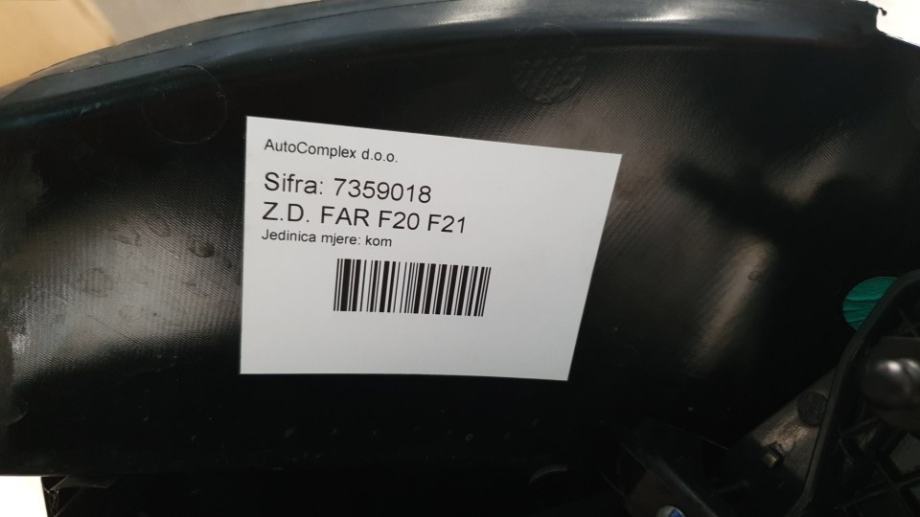 AutoComplex d.o.o.
Sifra: 7359018
Z.D. FAR F20 F21
Jedinica mjere: kom